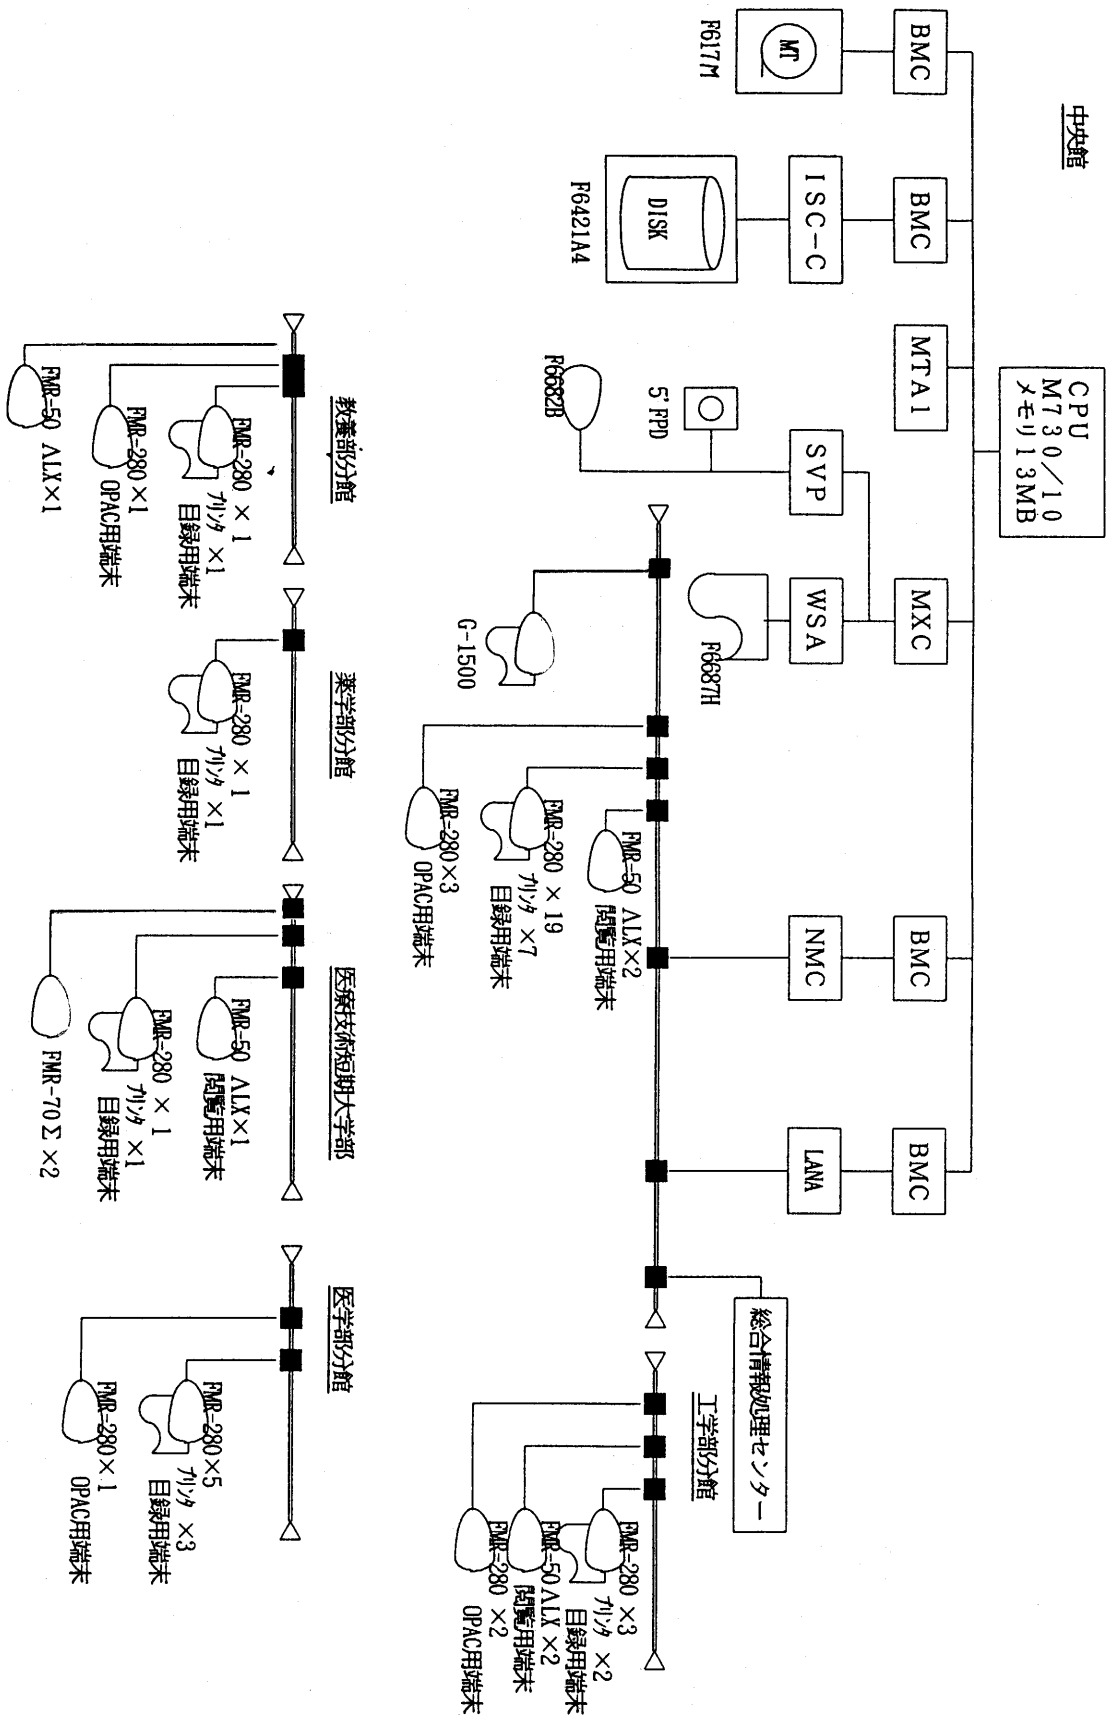 中央館
CPU
M730／10
メモリ13MB
BMC
BMC
MTA1
MXC
BMC
BMC
MT
F617M
ISC-C
DISK
F6421A4
SVP
5'FPD
F6682B
WSA
F6687H
NMC
LANA
総合情報処理センター
G-1500
FMR-280×3
OPAC用端末
FMR-280 × 19
プリンタ ×7
目録用端末
FMR-50 ALX×2
閲覧用端末
工学部分館
FMR-280 ×3
プリンタ ×2
目録用端末
FMR-50ALX ×2
閲覧用端末
FMR-280 ×2
OPAC用端末
教養部分館
FMR-280 × 1
プリンタ ×1
目録用端末
FMR-280×1
OPAC用端末
FMR-50 ALX×1
薬学部分館
FMR-280 × 1
プリンタ ×1
目録用端末
医療技術短期大学部
FMR-50 ALX×1
閲覧用端末
FMR-280 × 1
プリンタ ×1
目録用端末
FMR-70Σ ×2
医学部分館
FMR-280×5
プリンタ ×3
目録用端末
FMR-280×1
OPAC用端末